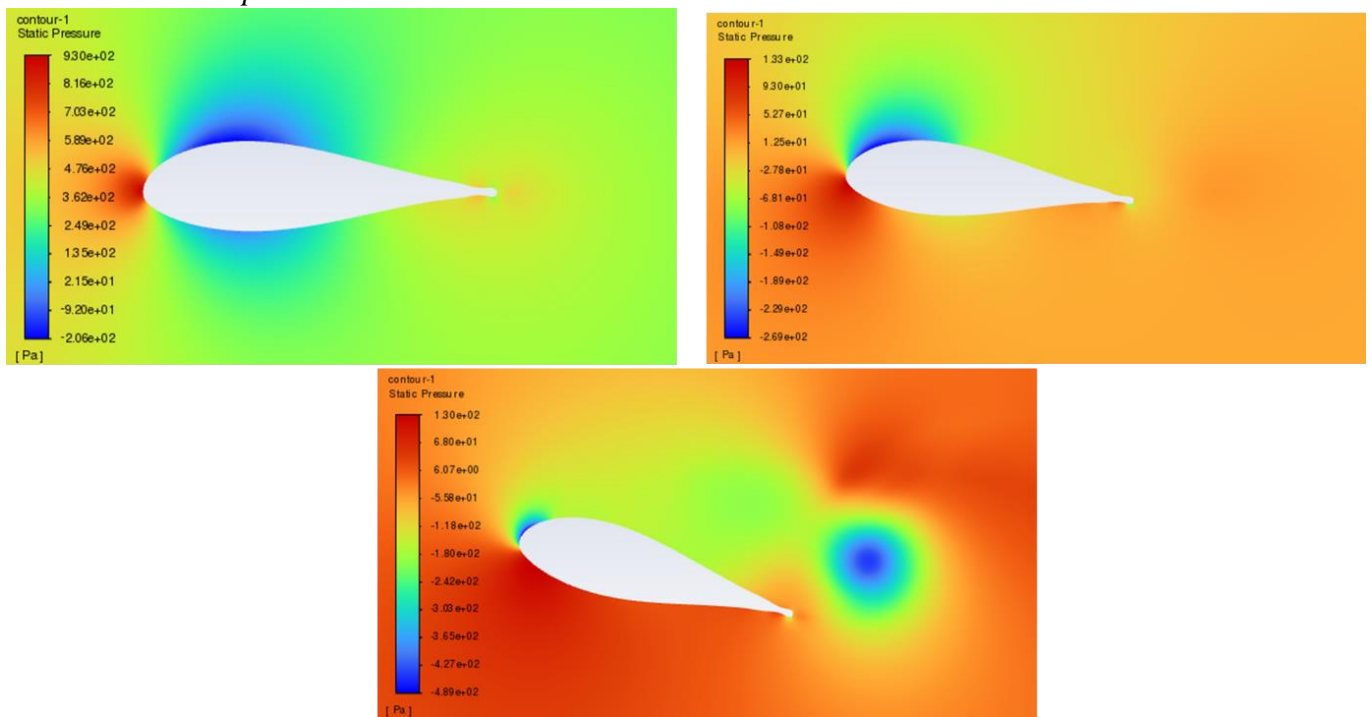 contour-1
Static Pressure
9.30e+02
8.16e+02
7.03e+02
5.89e+02
4.76e+02
3.62e+02
2.49e+02
1.35e+02
2.15e+01
-9.20e+01
-2.06e+02
[ Pa ]
contour-1
Static Pressure
1.33e+02
9.30e+01
5.27e+01
1.25e+01
-2.78e+01
-6.81e+01
-1.08e+02
-1.49e+02
-1.89e+02
-2.29e+02
-2.69e+02
[ Pa ]
contour-1
Static Pressure
1.30e+02
6.80e+01
6.07e+00
-5.58e+01
-1.18e+02
-1.80e+02
-2.42e+02
-3.03e+02
-3.65e+02
-4.27e+02
-4.89e+02
[ Pa ]